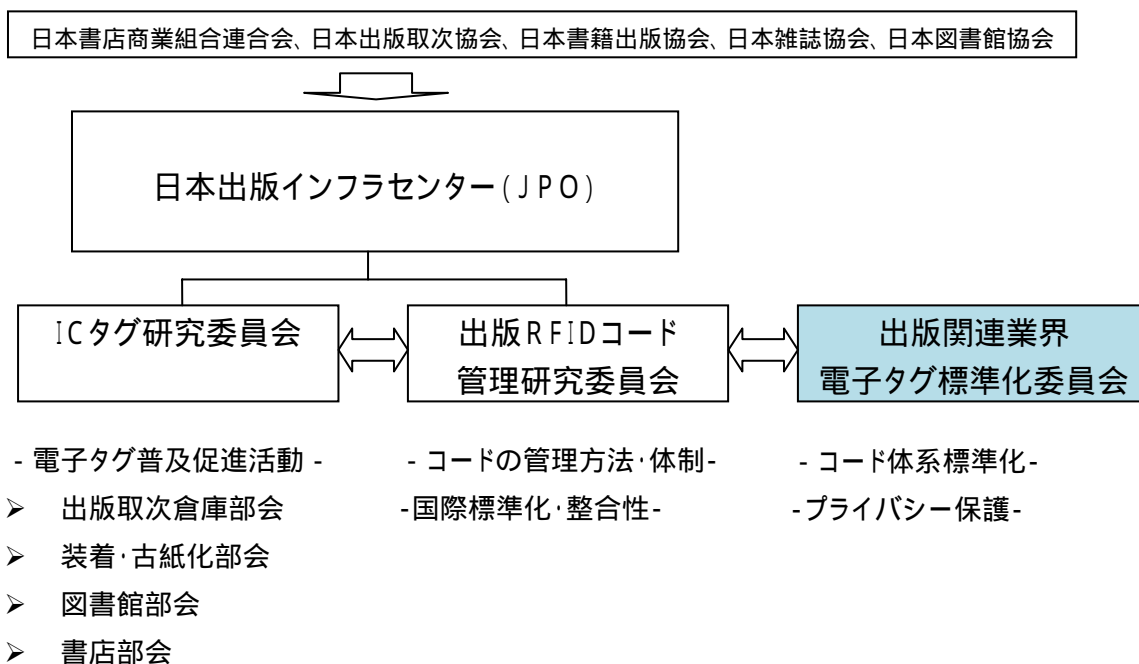 日本書店商業組合連合会、日本出版取次協会、日本書籍出版協会、日本雑誌協会、日本図書館協会
日本出版インフラセンター(JPO)
ICタグ研究委員会
出版RFIDコード
管理研究委員会
出版関連業界
電子タグ標準化委員会
- 電子タグ普及促進活動 -
➢ 出版取次倉庫部会
➢ 装着・古紙化部会
➢ 図書館部会
➢ 書店部会
- コードの管理方法・体制-
-国際標準化・整合性-
- コード体系標準化-
-プライバシー保護-